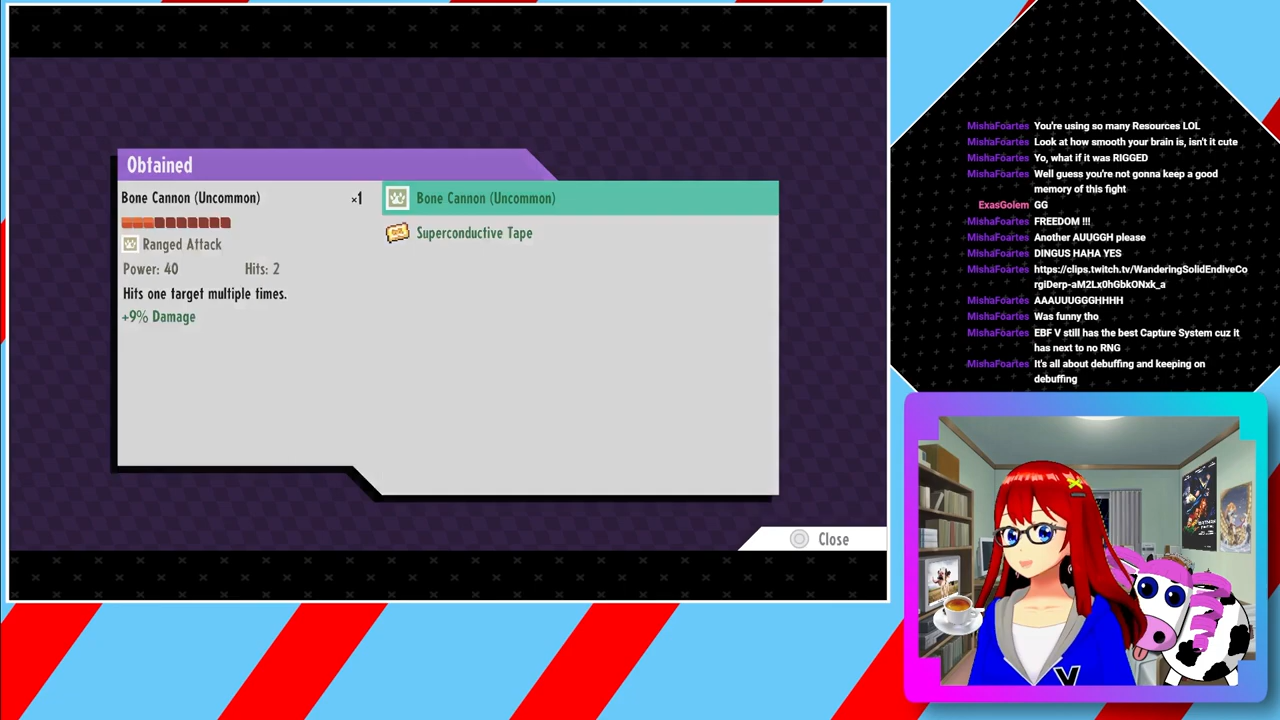 Obtained
Bone Cannon (Uncommon) ×1
Ranged Attack
Power: 40 Hits: 2
Hits one target multiple times.
+9% Damage
Bone Cannon (Uncommon)
Superconductive Tape
Close
MishaFoartes You're using so many Resources LOL
MishaFoartes Look at how smooth your brain is, isn't it cute
MishaFoartes Yo, what if it was RIGGED
MishaFoartes Well guess you're not gonna keep a good
memory of this fight
ExasGolem GG
MishaFoartes FREEDOM !!!
MishaFoartes Another AUUGGH please
MishaFoartes DINGUS HAHA YES
MishaFoartes https://clips.twitch.tv/WanderingSolidEndiveCo
rgiDerp-aM2Lx0hGbkONxk_a
MishaFoartes AAAUUUGGGHHHH
MishaFoartes Was funny tho
MishaFoartes EBF V still has the best Capture System cuz it
has next to no RNG
MishaFoartes It's all about debuffing and keeping on
debuffing
V